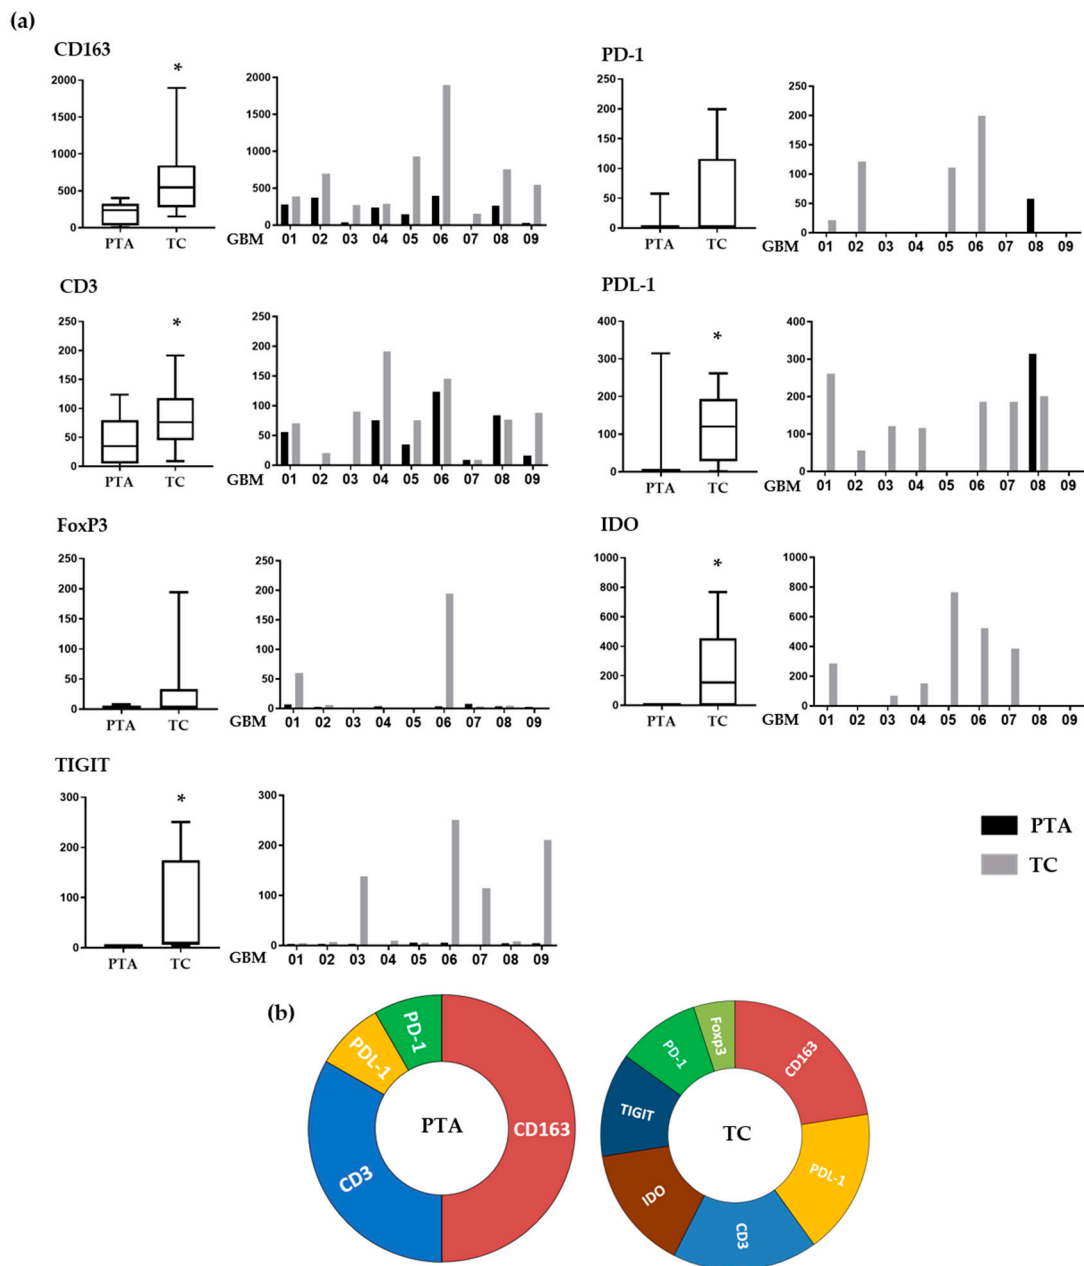 (a)
CD163
*
2000
1500
1000
500
0
PTA TC
2000
1500
1000
500
0
GBM 01 02 03 04 05 06 07 08 09
PD-1
250
200
150
100
50
0
PTA TC
250
200
150
100
50
0
GBM 01 02 03 04 05 06 07 08 09
CD3
*
250
200
150
100
50
0
PTA TC
250
200
150
100
50
0
GBM 01 02 03 04 05 06 07 08 09
PDL-1
*
400
300
200
100
0
PTA TC
400
300
200
100
0
GBM 01 02 03 04 05 06 07 08 09
FoxP3
250
200
150
100
50
0
PTA TC
250
200
150
100
50
0
GBM 01 02 03 04 05 06 07 08 09
IDO
*
1000
800
600
400
200
0
PTA TC
1000
800
600
400
200
0
GBM 01 02 03 04 05 06 07 08 09
TIGIT
*
300
200
100
0
PTA TC
300
200
100
0
GBM 01 02 03 04 05 06 07 08 09
PTA
TC
(b)
PD-1
PDL-1
CD3
CD163
PTA
Foxp3
PD-1
TIGIT
IDO
CD3
PDL-1
CD163
TC